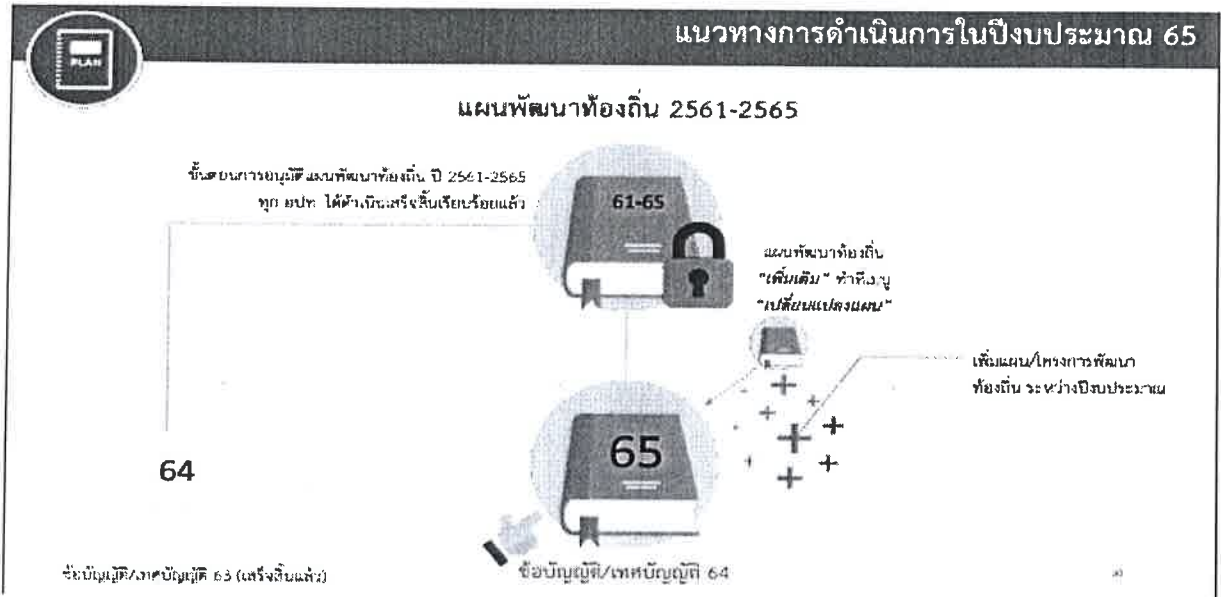 แนวทางการดำเนินการในปีงบประมาณ 65
PLAN
แผนพัฒนาท้องถิ่น 2561-2565
ขั้นตอนการอนุมัติแผนพัฒนาท้องถิ่น ปี 2561-2565
ทุก อปท. ได้ดำเนินเสร็จสิ้นเรียบร้อยแล้ว
61-65
แผนพัฒนาท้องถิ่น
"เพิ่มเติม" ทำที่เมนู
"เปลี่ยนแปลงแผน"
เพิ่มแผน/โครงการพัฒนา
ท้องถิ่น ระหว่างปีงบประมาณ
65
64
ข้อบัญญัติ/เทศบัญญัติ 63 (เสร็จสิ้นแล้ว)
ข้อบัญญัติ/เทศบัญญัติ 64